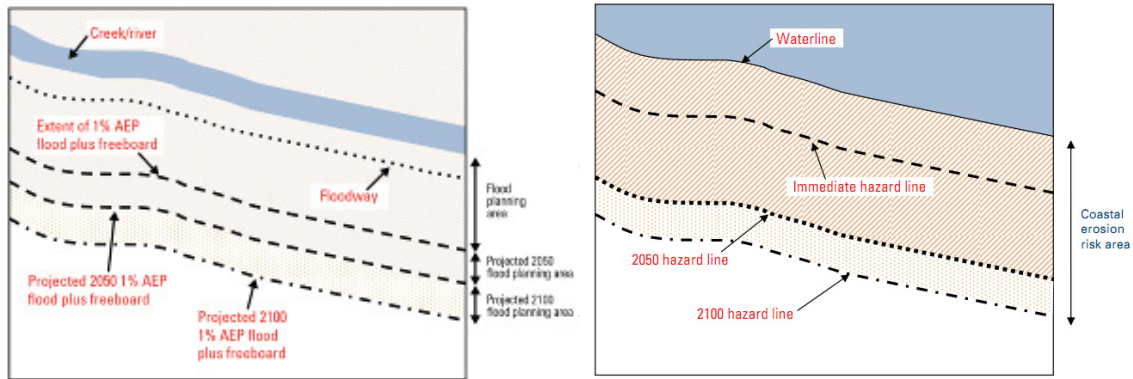 Creek/river
Extent of 1% AEP
flood plus freeboard
Floodway
Flood
planning
area
Projected 2050
flood planning area
Projected 2100
flood planning area
Projected 2050 1% AEP
flood plus freeboard
Projected 2100
1% AEP flood
plus freeboard
Waterline
Immediate hazard line
2050 hazard line
2100 hazard line
Coastal
erosion
risk area